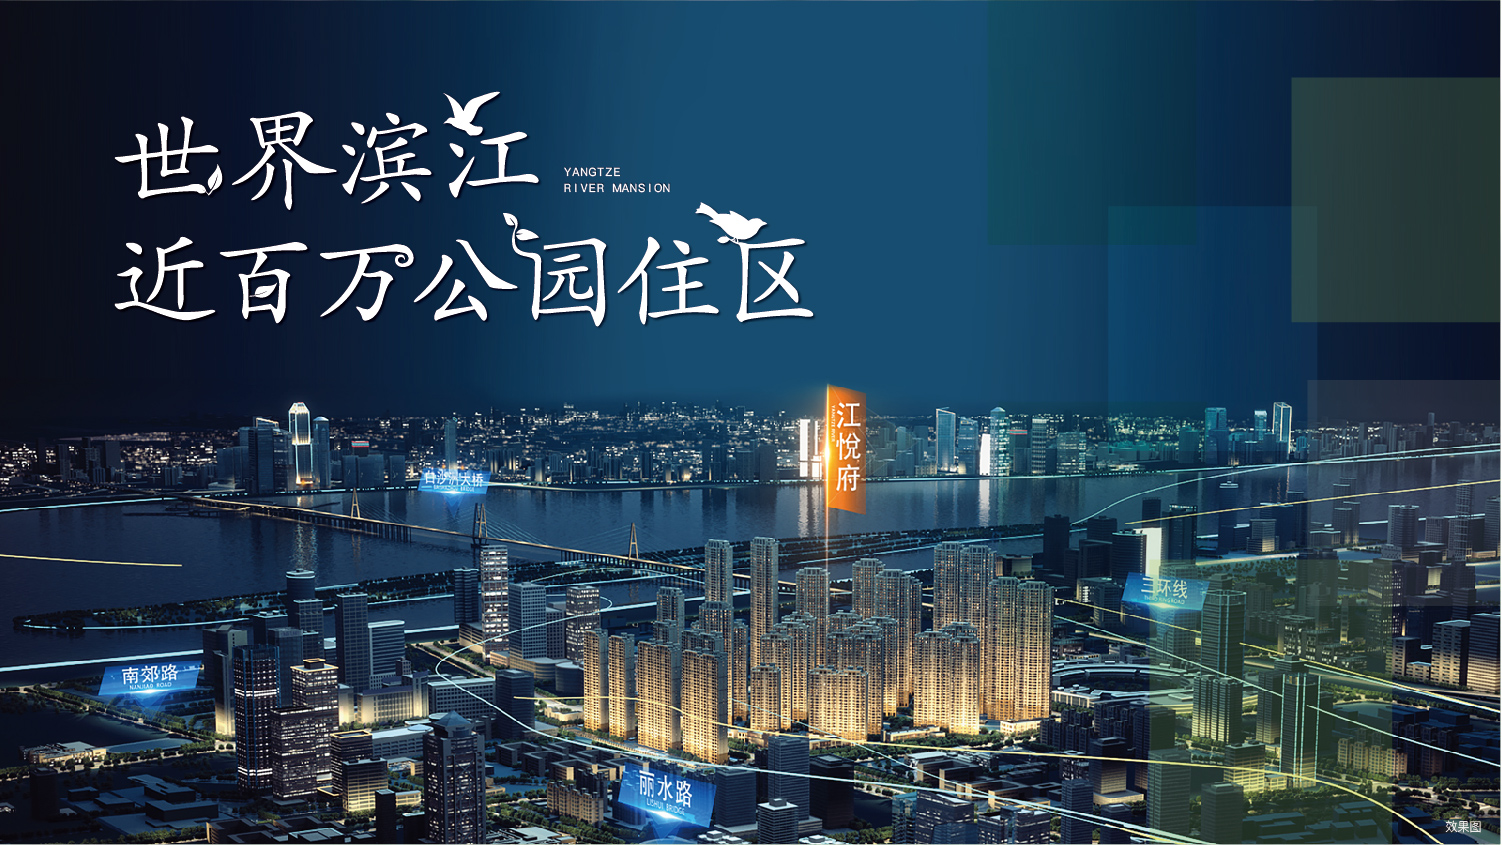 世界滨江
YANGTZE
RIVER MANSION
近百万公园住区
江悦府
白沙洲大桥
三环线
南郊路
NANJIAO ROAD
丽水路
效果图